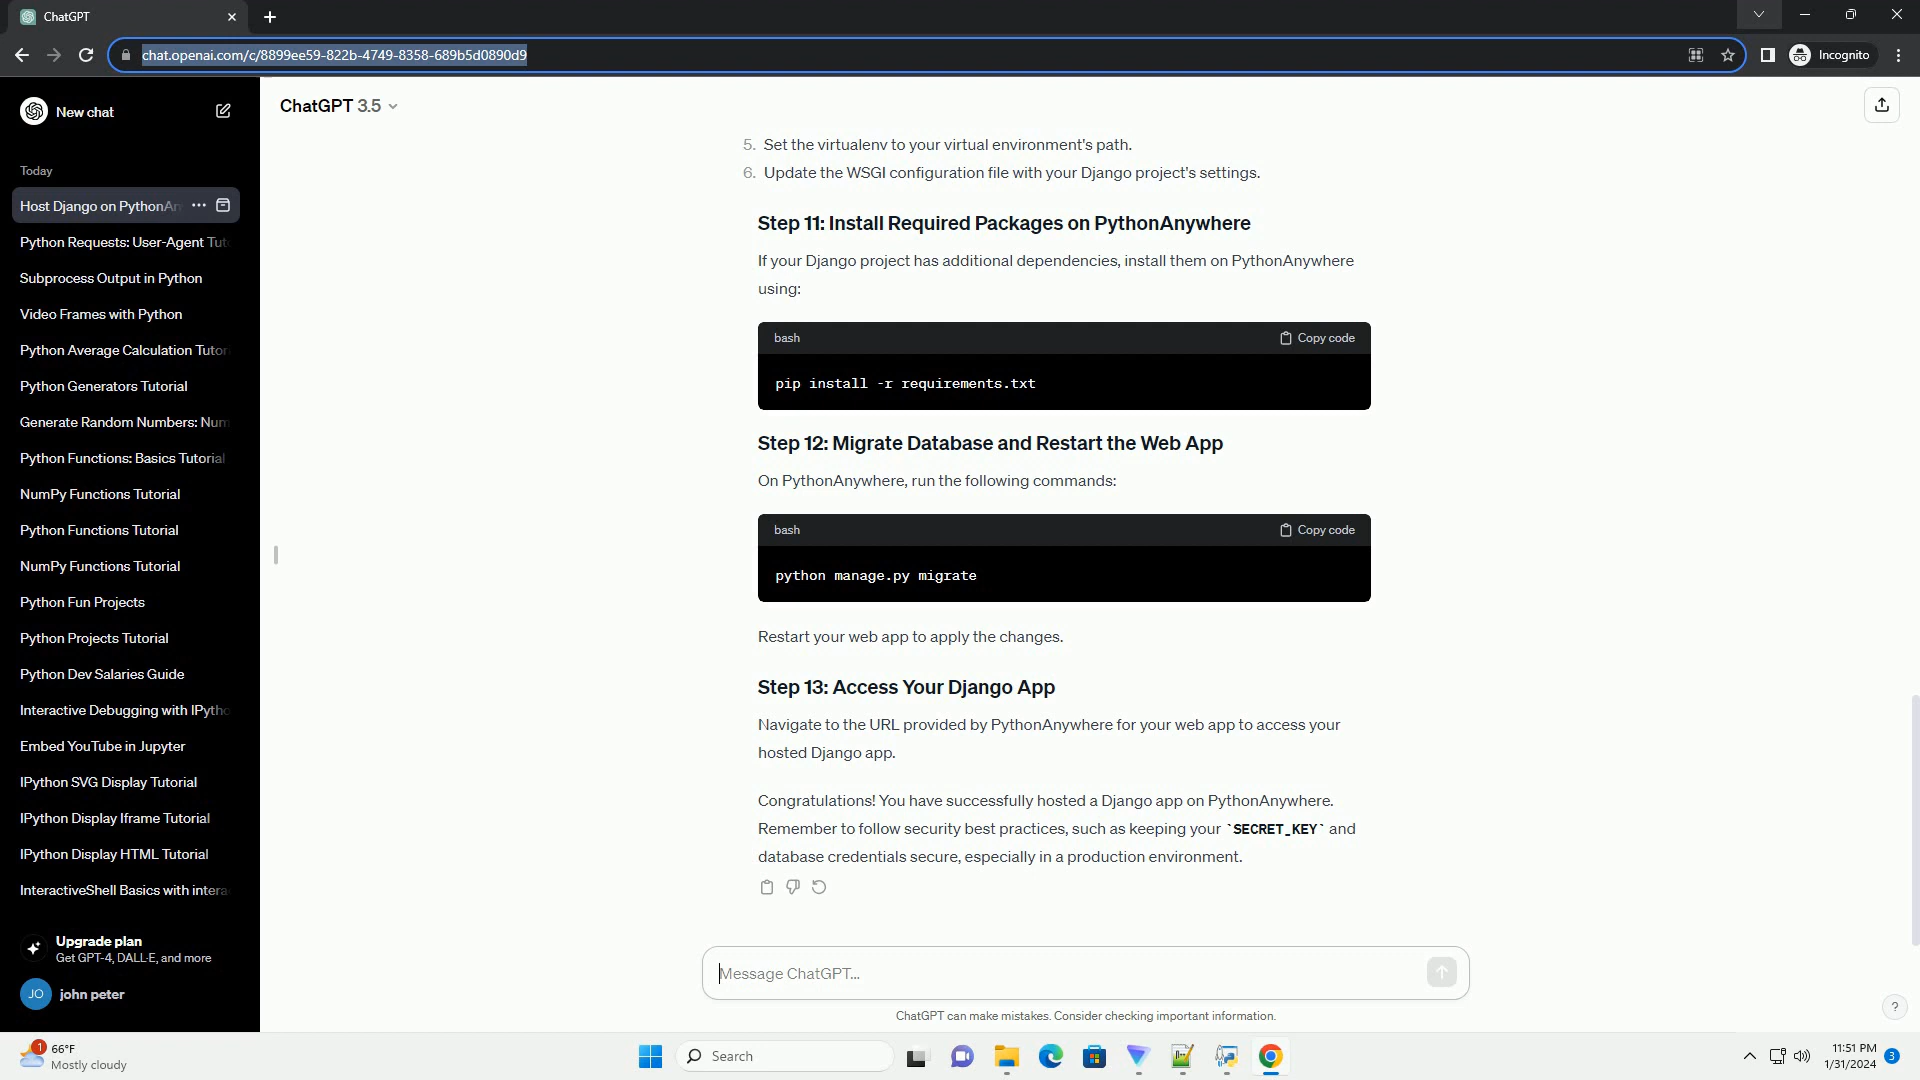 ChatGPT
chat.openai.com/c/8899ee59-822b-4749-8358-689b5d0890d9
Incognito
New chat
ChatGPT 3.5
Today
Host Django on PythonAn
Python Requests: User-Agent Tut
Subprocess Output in Python
Video Frames with Python
Python Average Calculation Tutor
Python Generators Tutorial
Generate Random Numbers: Num
Python Functions: Basics Tutorial
NumPy Functions Tutorial
Python Functions Tutorial
NumPy Functions Tutorial
Python Fun Projects
Python Projects Tutorial
Python Dev Salaries Guide
Interactive Debugging with IPytho
Embed YouTube in Jupyter
IPython SVG Display Tutorial
IPython Display Iframe Tutorial
IPython Display HTML Tutorial
InteractiveShell Basics with intera
Upgrade plan
Get GPT-4, DALL·E, and more
JO john peter
5. Set the virtualenv to your virtual environment's path.
6. Update the WSGI configuration file with your Django project's settings.
Step 11: Install Required Packages on PythonAnywhere
If your Django project has additional dependencies, install them on PythonAnywhere
using:
bash Copy code
pip install -r requirements.txt
Step 12: Migrate Database and Restart the Web App
On PythonAnywhere, run the following commands:
bash Copy code
python manage.py migrate
Restart your web app to apply the changes.
Step 13: Access Your Django App
Navigate to the URL provided by PythonAnywhere for your web app to access your
hosted Django app.
Congratulations! You have successfully hosted a Django app on PythonAnywhere.
Remember to follow security best practices, such as keeping your `SECRET_KEY` and
database credentials secure, especially in a production environment.
Message ChatGPT...
ChatGPT can make mistakes. Consider checking important information.
?
1
66°F
Mostly cloudy
Search
11:51 PM
1/31/2024
3